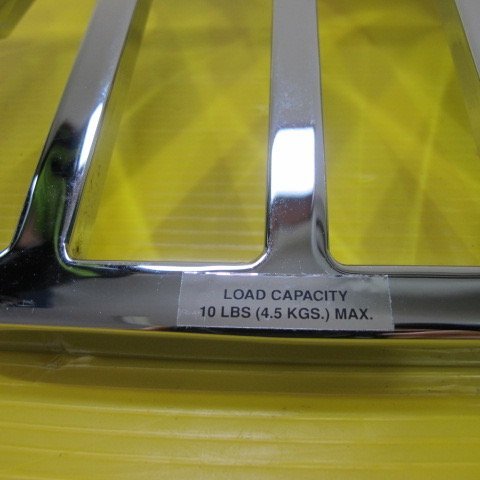 LOAD CAPACITY
10 LBS (4.5 KGS.) MAX.